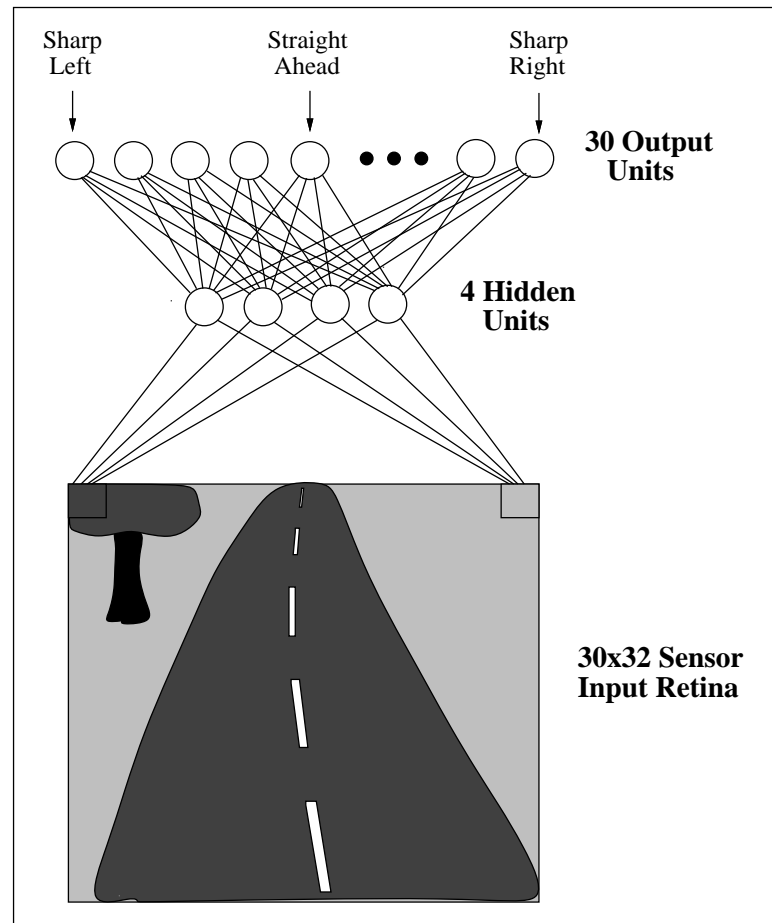 Sharp
Left
Straight
Ahead
Sharp
Right
30 Output
Units
4 Hidden
Units
30x32 Sensor
Input Retina